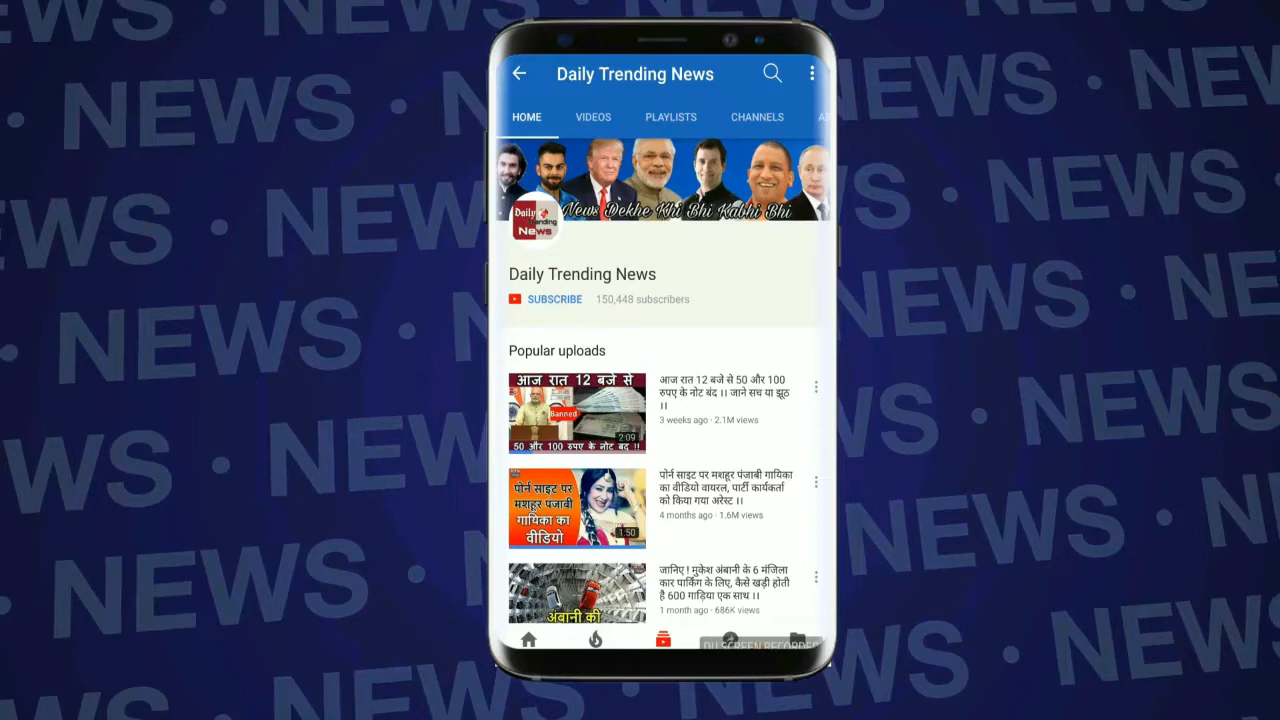 NEWS • NEWS • NEWS
Daily Trending News
HOME
VIDEOS
PLAYLISTS
CHANNELS
Daily
Trending
News
News Dekhe Khi Bhi Kabhi Bhi
Daily Trending News
SUBSCRIBE
150,448 subscribers
Popular uploads
आज रात 12 बजे से
Banned
2:09
50 और 100 रुपए के नोट बंद !!
आज रात 12 बजे से 50 और 100
रुपए के नोट बंद ।। जाने सच या झूठ
।।
3 weeks ago · 2.1M views
पोर्न साइट पर
मशहूर पंजाबी
गायिका का
वीडियो
1:50
पोर्न साइट पर मशहूर पंजाबी गायिका
का वीडियो वायरल, पार्टी कार्यकर्ता
को किया गया अरेस्ट ।।
4 months ago · 1.6M views
अंबानी की
जानिए ! मुकेश अंबानी के 6 मंजिला
कार पार्किंग के लिए, कैसे खड़ी होती
है 600 गाड़िया एक साथ ।।
1 month ago · 686K views
DU SCREEN RECORDER